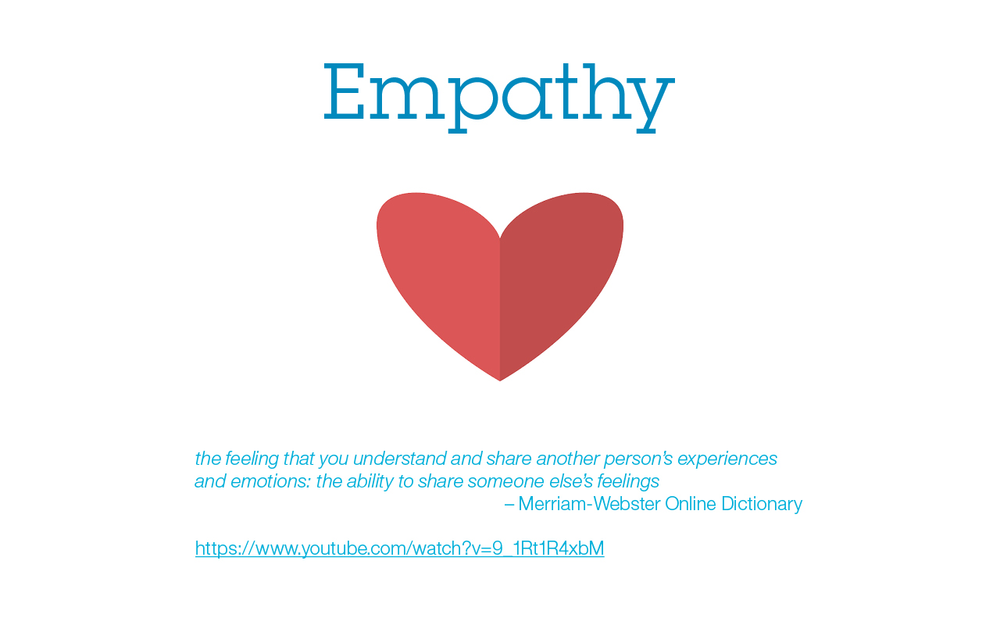 Empathy
the feeling that you understand and share another person’s experiences
and emotions: the ability to share someone else’s feelings
– Merriam-Webster Online Dictionary
https://www.youtube.com/watch?v=9_1Rt1R4xbM